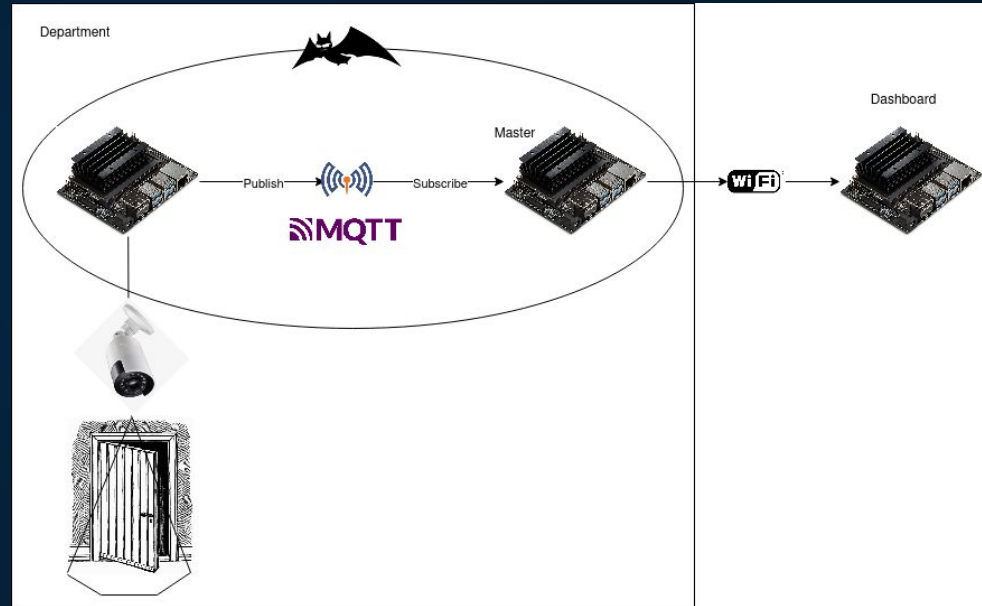 Department
Dashboard
Master
Publish
Subscribe
WiFi
MQTT